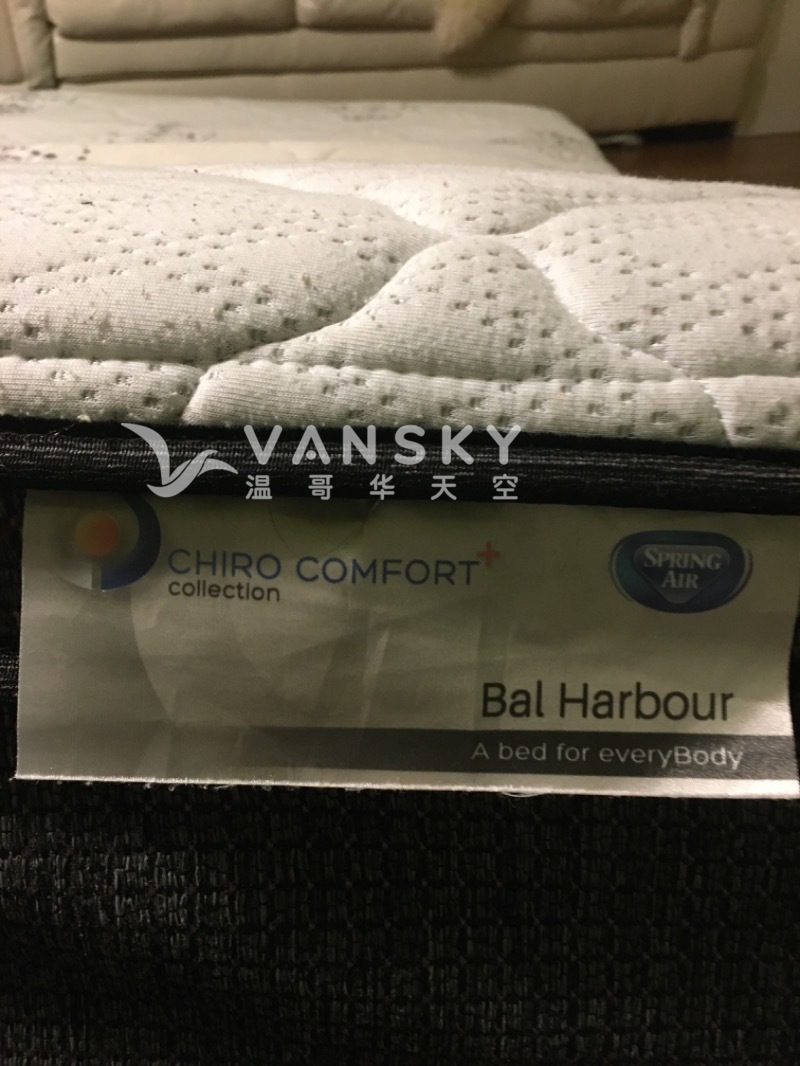 VANSKY
温哥华天空
CHIRO COMFORT+
collection
SPRING
AIR
Bal Harbour
A bed for everyBody